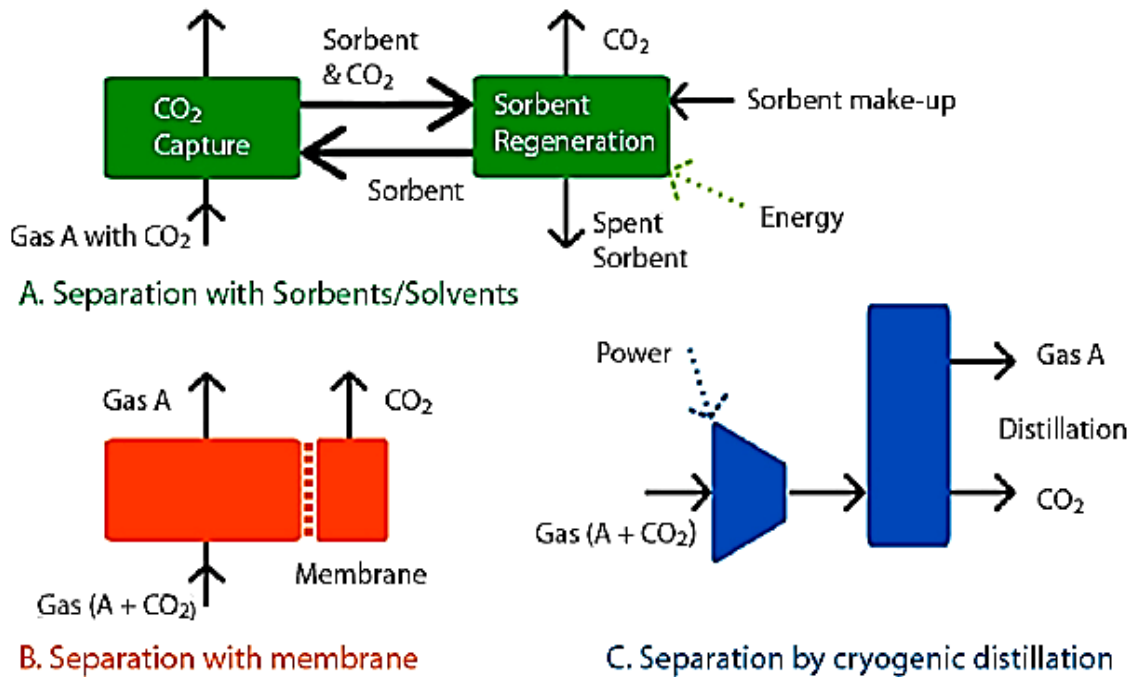 Sorbent
& CO₂
CO₂
CO₂
Capture
Sorbent
Regeneration
Sorbent make-up
Sorbent
Gas A with CO₂
Spent
Sorbent
Energy
A. Separation with Sorbents/Solvents
Gas A
CO₂
Membrane
Gas (A + CO₂)
B. Separation with membrane
Power
Gas A
Distillation
CO₂
Gas (A + CO₂)
C. Separation by cryogenic distillation